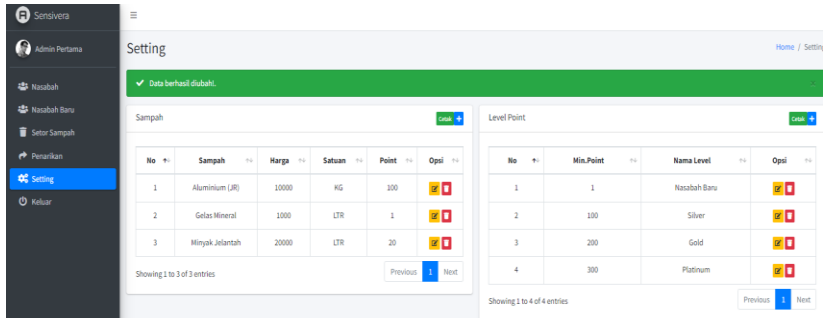 Sensivera
Admin Pertama
Nasabah
Nasabah Baru
Setor Sampah
Penarikan
Setting
Keluar
Setting
Home / Setting
Data berhasil diubah!.
Sampah
Cetak +
No Sampah Harga Satuan Point Opsi
1 Aluminium (JR) 10000 KG 100
2 Gelas Mineral 1000 LTR 1
3 Minyak Jelantah 20000 LTR 20
Showing 1 to 3 of 3 entries
Previous 1 Next
Level Point
Cetak +
No Min.Point Nama Level Opsi
1 1 Nasabah Baru
2 100 Silver
3 200 Gold
4 300 Platinum
Showing 1 to 4 of 4 entries
Previous 1 Next